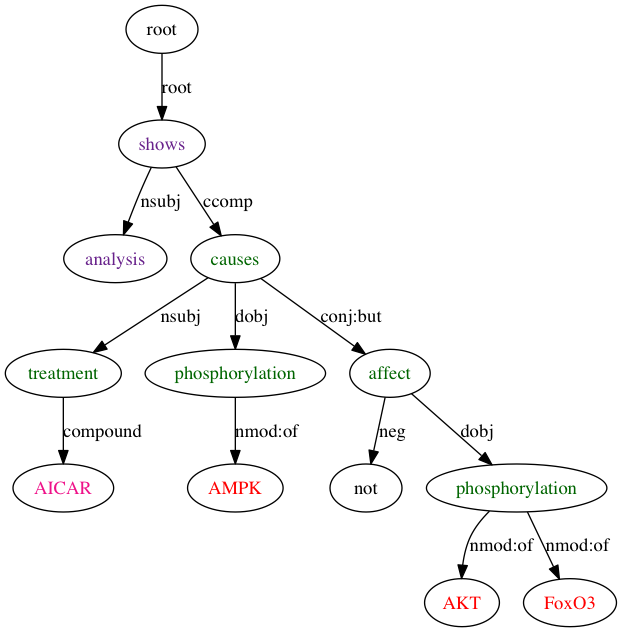 root
root
shows
nsubj
ccomp
analysis
causes
nsubj
dobj
conj:but
treatment
phosphorylation
affect
compound
nmod:of
neg
dobj
AICAR
AMPK
not
phosphorylation
nmod:of
nmod:of
AKT
FoxO3